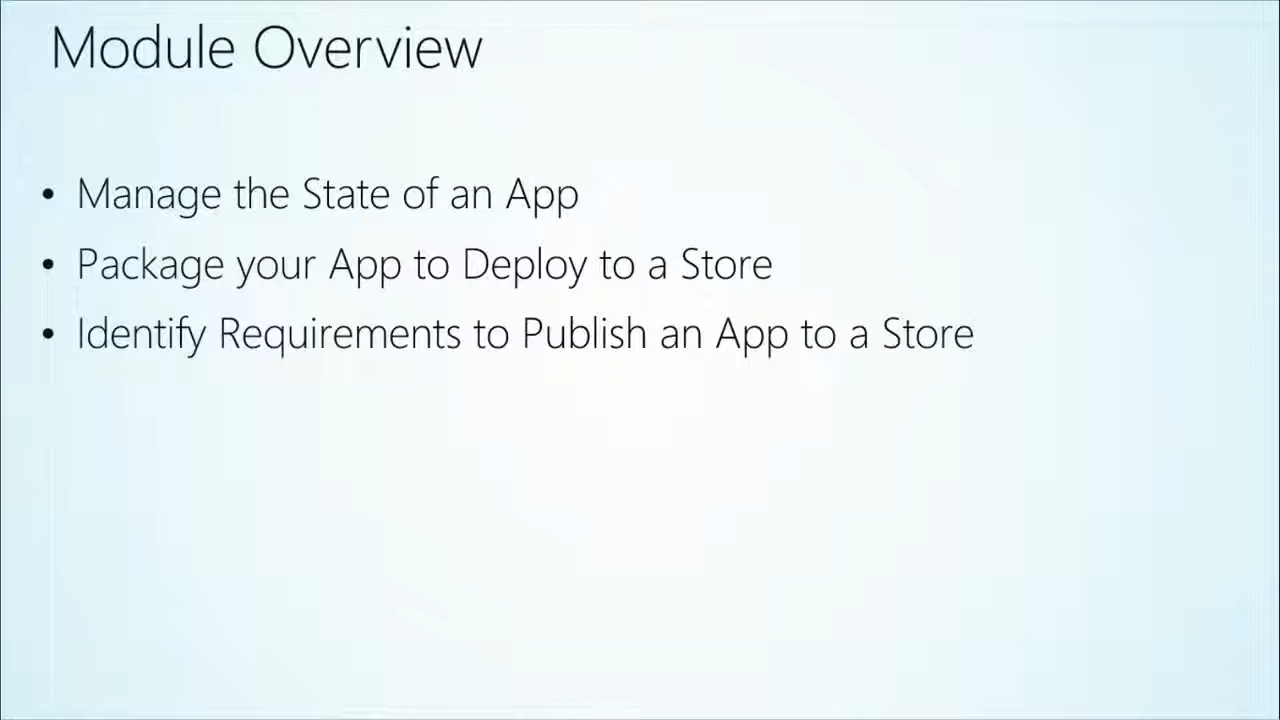 Module Overview
• Manage the State of an App
• Package your App to Deploy to a Store
• Identify Requirements to Publish an App to a Store